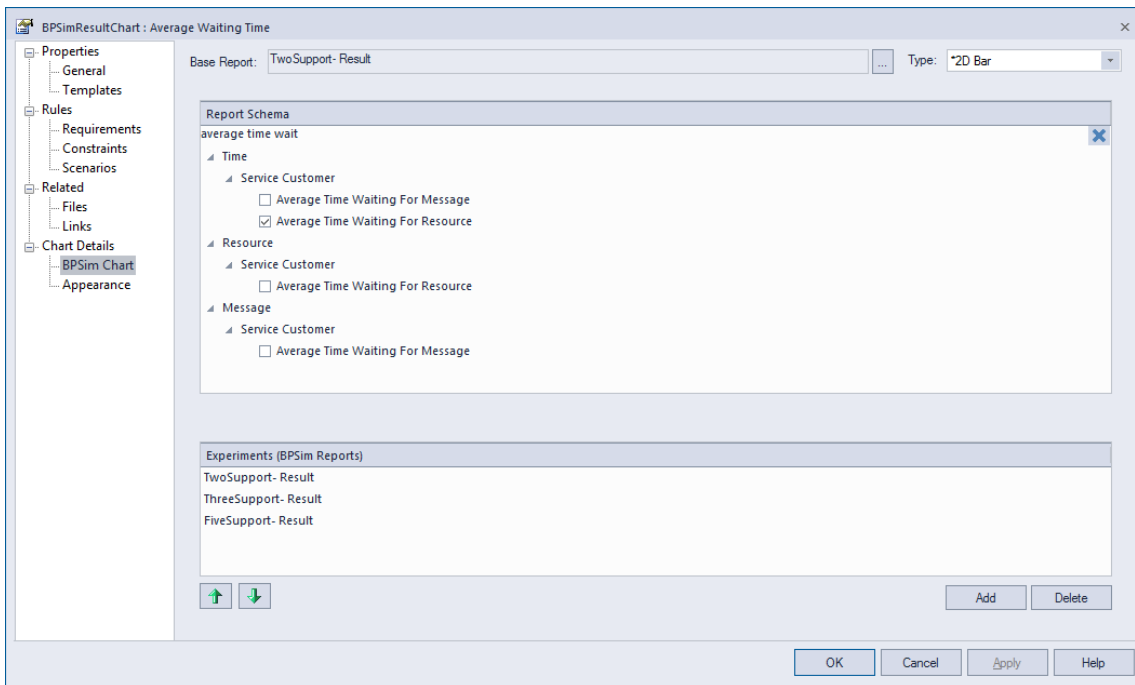 BPSimResultChart : Average Waiting Time
Properties
General
Templates
Rules
Requirements
Constraints
Scenarios
Related
Files
Links
Chart Details
BPSim Chart
Appearance
Base Report: TwoSupport- Result ... Type: *2D Bar
Report Schema
average time wait
Time
Service Customer
Average Time Waiting For Message
Average Time Waiting For Resource
Resource
Service Customer
Average Time Waiting For Resource
Message
Service Customer
Average Time Waiting For Message
Experiments (BPSim Reports)
TwoSupport- Result
ThreeSupport- Result
FiveSupport- Result
Add Delete
OK Cancel Apply Help